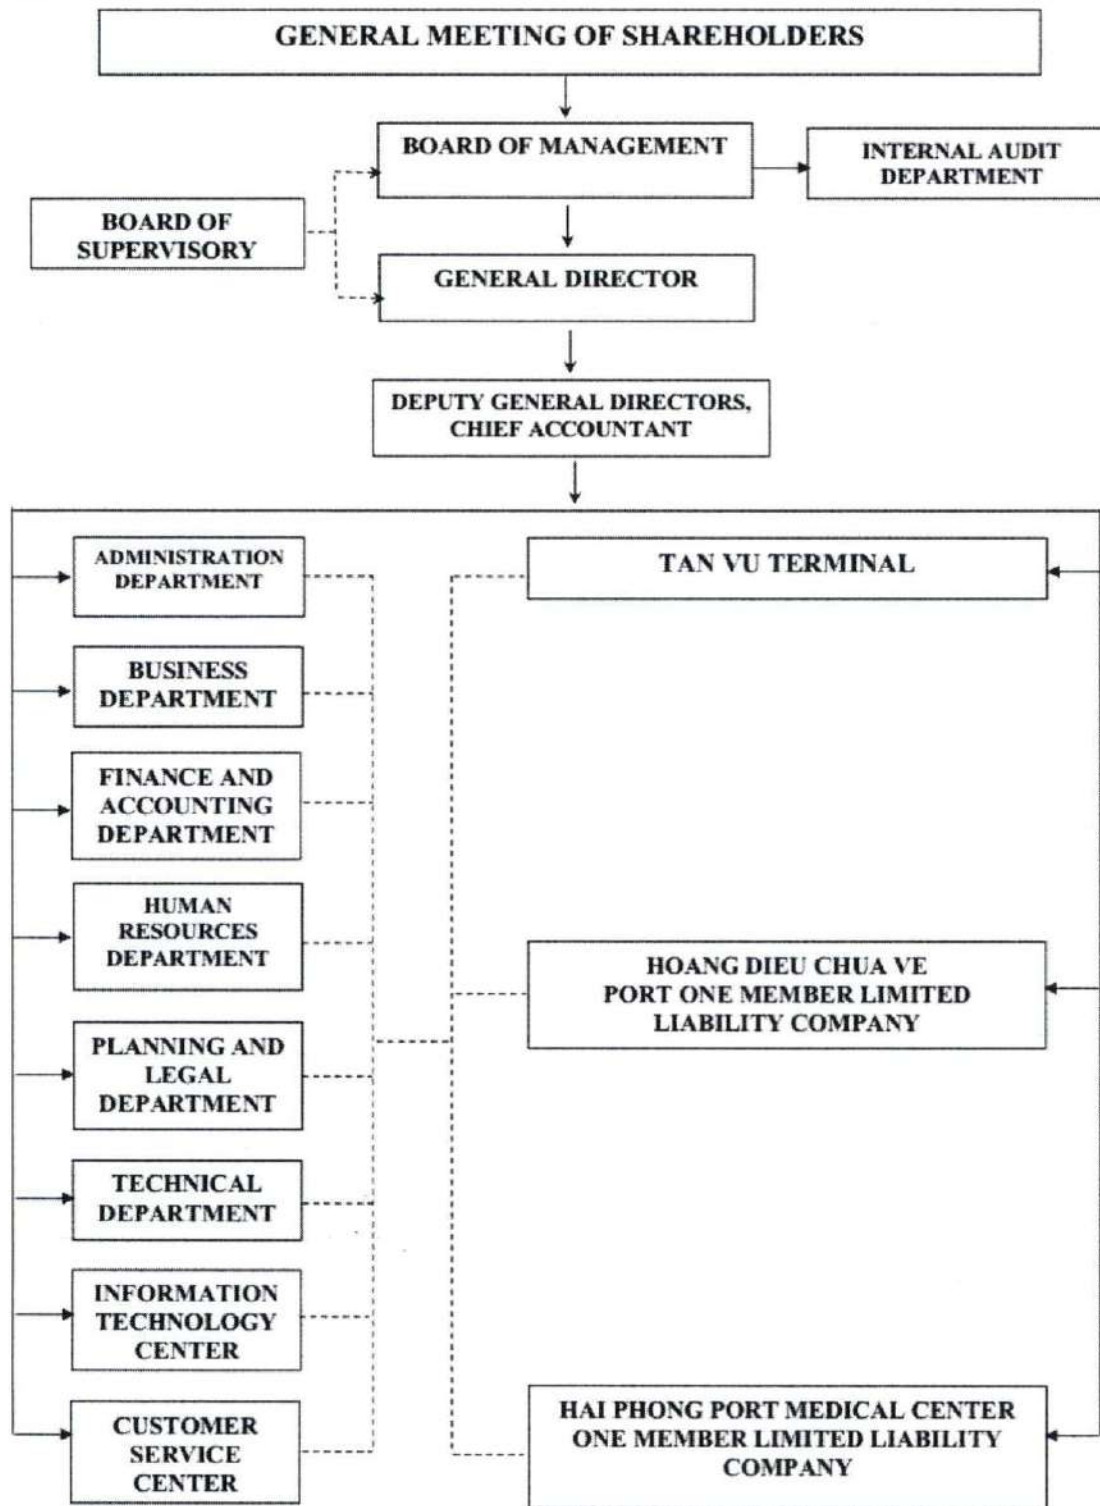 GENERAL MEETING OF SHAREHOLDERS
BOARD OF MANAGEMENT
INTERNAL AUDIT
DEPARTMENT
BOARD OF
SUPERVISORY
GENERAL DIRECTOR
DEPUTY GENERAL DIRECTORS,
CHIEF ACCOUNTANT
ADMINISTRATION
DEPARTMENT
BUSINESS
DEPARTMENT
FINANCE AND
ACCOUNTING
DEPARTMENT
HUMAN
RESOURCES
DEPARTMENT
PLANNING AND
LEGAL
DEPARTMENT
TECHNICAL
DEPARTMENT
INFORMATION
TECHNOLOGY
CENTER
CUSTOMER
SERVICE
CENTER
TAN VU TERMINAL
HOANG DIEU CHUA VE
PORT ONE MEMBER LIMITED
LIABILITY COMPANY
HAI PHONG PORT MEDICAL CENTER
ONE MEMBER LIMITED LIABILITY
COMPANY